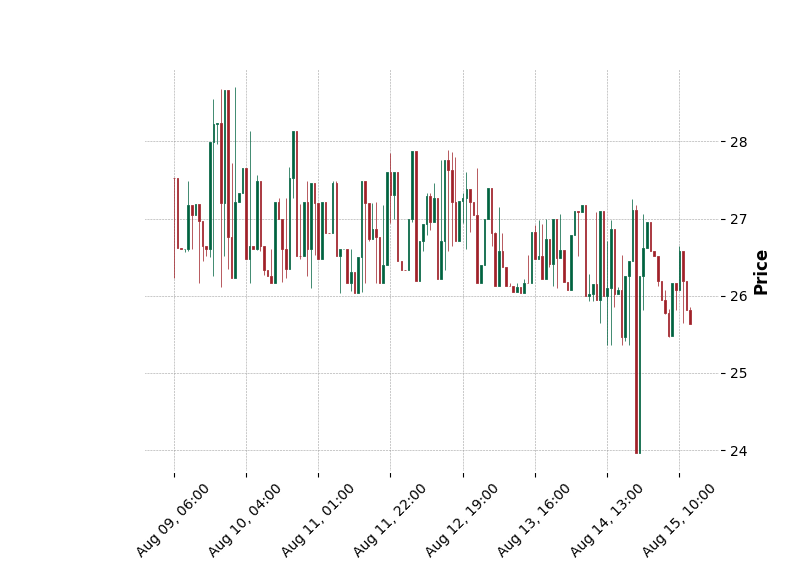 28
27
26
25
24
Price
Aug 09, 06:00
Aug 10, 04:00
Aug 11, 01:00
Aug 11, 22:00
Aug 12, 19:00
Aug 13, 16:00
Aug 14, 13:00
Aug 15, 10:00